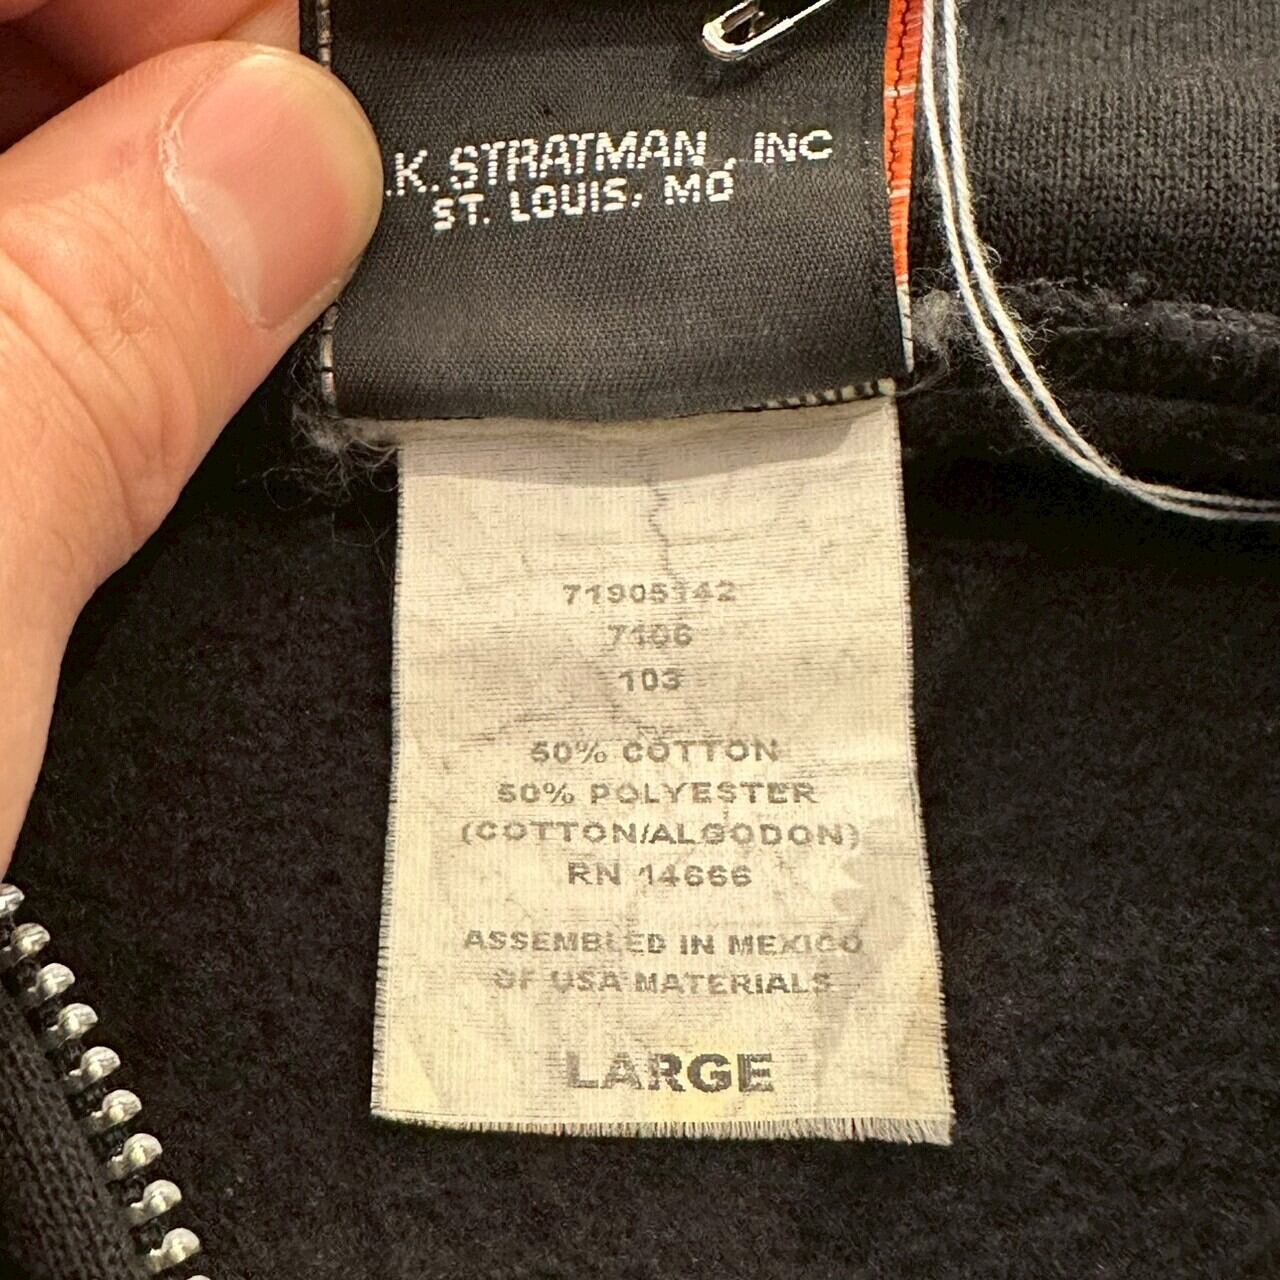 .K. STRATMAN, INC
ST. LOUIS, MO
71905142
7106
103
50% COTTON
50% POLYESTER
(COTTON/ALGODON)
RN 14666
ASSEMBLED IN MEXICO
OF USA MATERIALS
LARGE